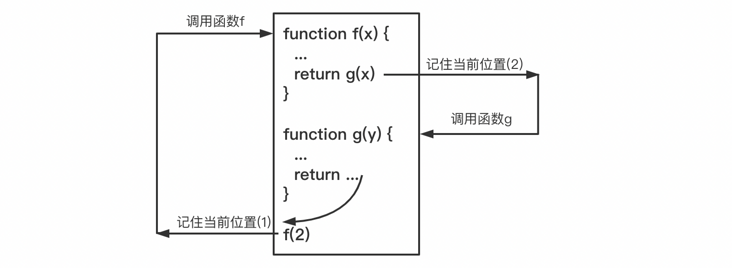 调用函数f
function f(x) {
...
return g(x)
}
记住当前位置(2)
调用函数g
function g(y) {
...
return ...
}
记住当前位置(1)
f(2)